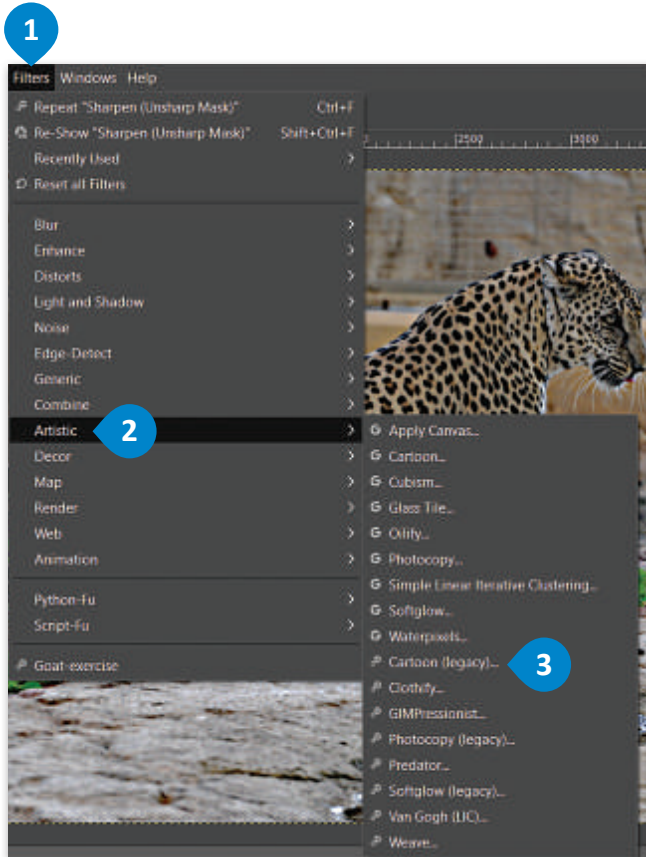 1
Filters Windows Help
Repeat "Sharpen (Unsharp Mask)" Ctrl+F
Re-Show "Sharpen (Unsharp Mask)" Shift+Ctrl+F
Recently Used
Reset all Filters
2500 3000
Blur
Enhance
Distorts
Light and Shadow
Noise
Edge-Detect
Generic
Combine
Artistic 2
Decor
Map
Render
Web
Animation
Python-Fu
Script-Fu
Goat-exercise
Apply Canvas...
Cartoon...
Cubism...
Glass Tile...
Oilify...
Photocopy...
Simple Linear Iterative Clustering...
Softglow...
Waterpixels...
Cartoon (legacy)... 3
Clothify...
GIMPressionist...
Photocopy (legacy)...
Predator...
Softglow (legacy)...
Van Gogh (LIC)...
Weave...